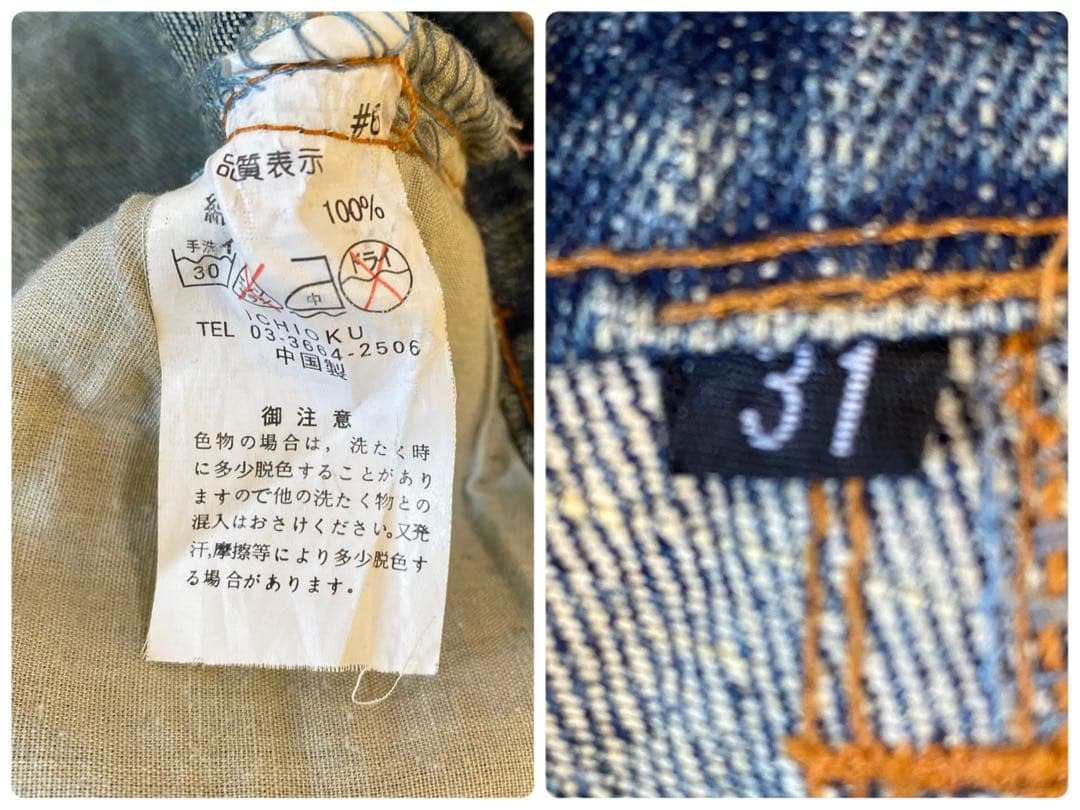 #6
品質表示
綿 100%
手洗イ
30
中
ドライ
ICHIOKU
TEL 03-3664-2506
中国製
御注意
色物の場合は,洗たく時
に多少脱色することがあり
ますので他の洗たく物との
混入はおさけください。又発
汗,摩擦等により多少脱色す
る場合があります。
31